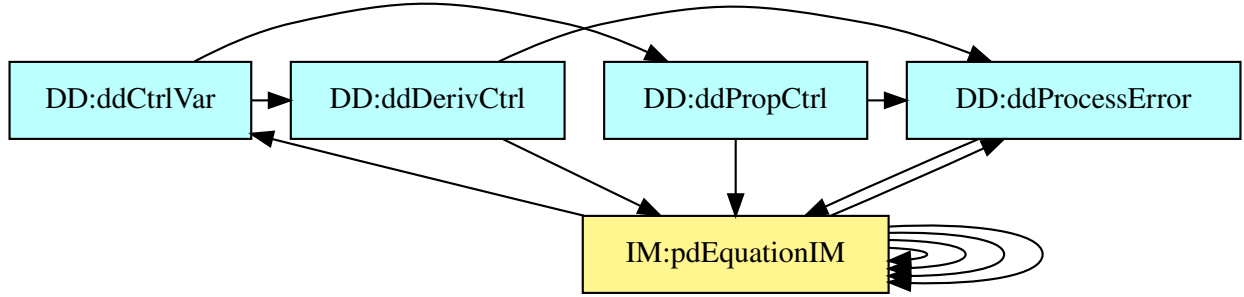 DD:ddCtrlVar
DD:ddDerivCtrl
DD:ddPropCtrl
DD:ddProcessError
IM:pdEquationIM